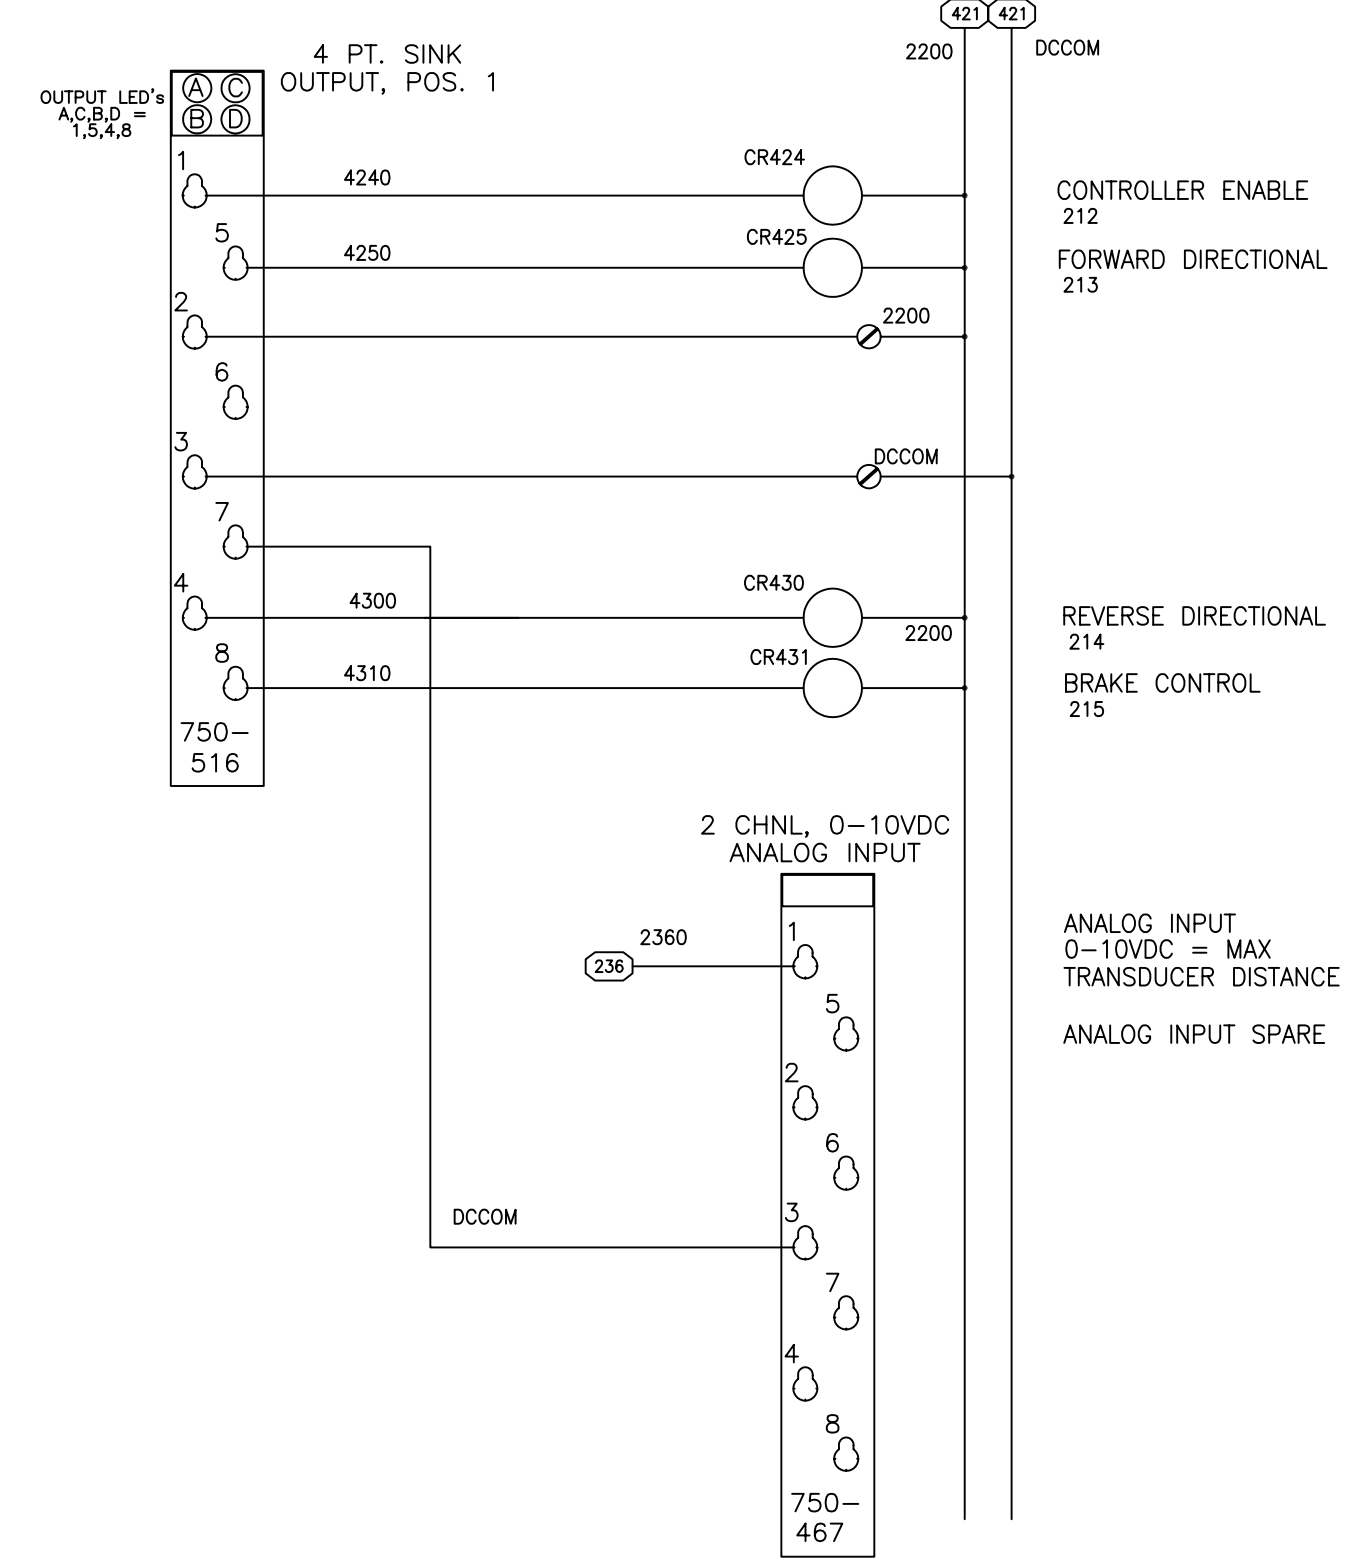 421 421
2200 DCCOM
4 PT. SINK
OUTPUT, POS. 1
OUTPUT LED's
A,C,B,D =
1,5,4,8
A C
B D
1
4240
CR424
CONTROLLER ENABLE
212
5
4250
CR425
FORWARD DIRECTIONAL
213
2
2200
6
3
DCCOM
7
4
4300
CR430
2200
REVERSE DIRECTIONAL
214
8
4310
CR431
BRAKE CONTROL
215
750-
516
2 CHNL, 0-10VDC
ANALOG INPUT
1
2360
236
ANALOG INPUT
0-10VDC = MAX
TRANSDUCER DISTANCE
5
ANALOG INPUT SPARE
2
6
3
DCCOM
7
4
8
750-
467